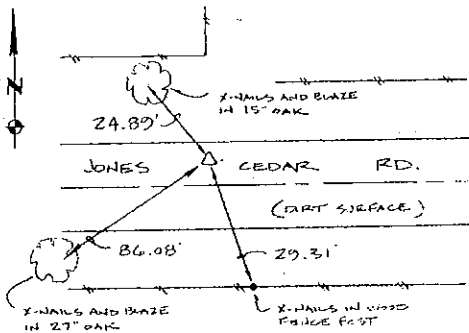 N
X-NAILS AND BLAZE
IN 15" OAK
24.89'
JONES CEDAR RD.
(DIRT SURFACE)
86.08'
29.31'
X-NAILS AND BLAZE
IN 27" OAK
X-NAILS IN WOOD
FENCE POST